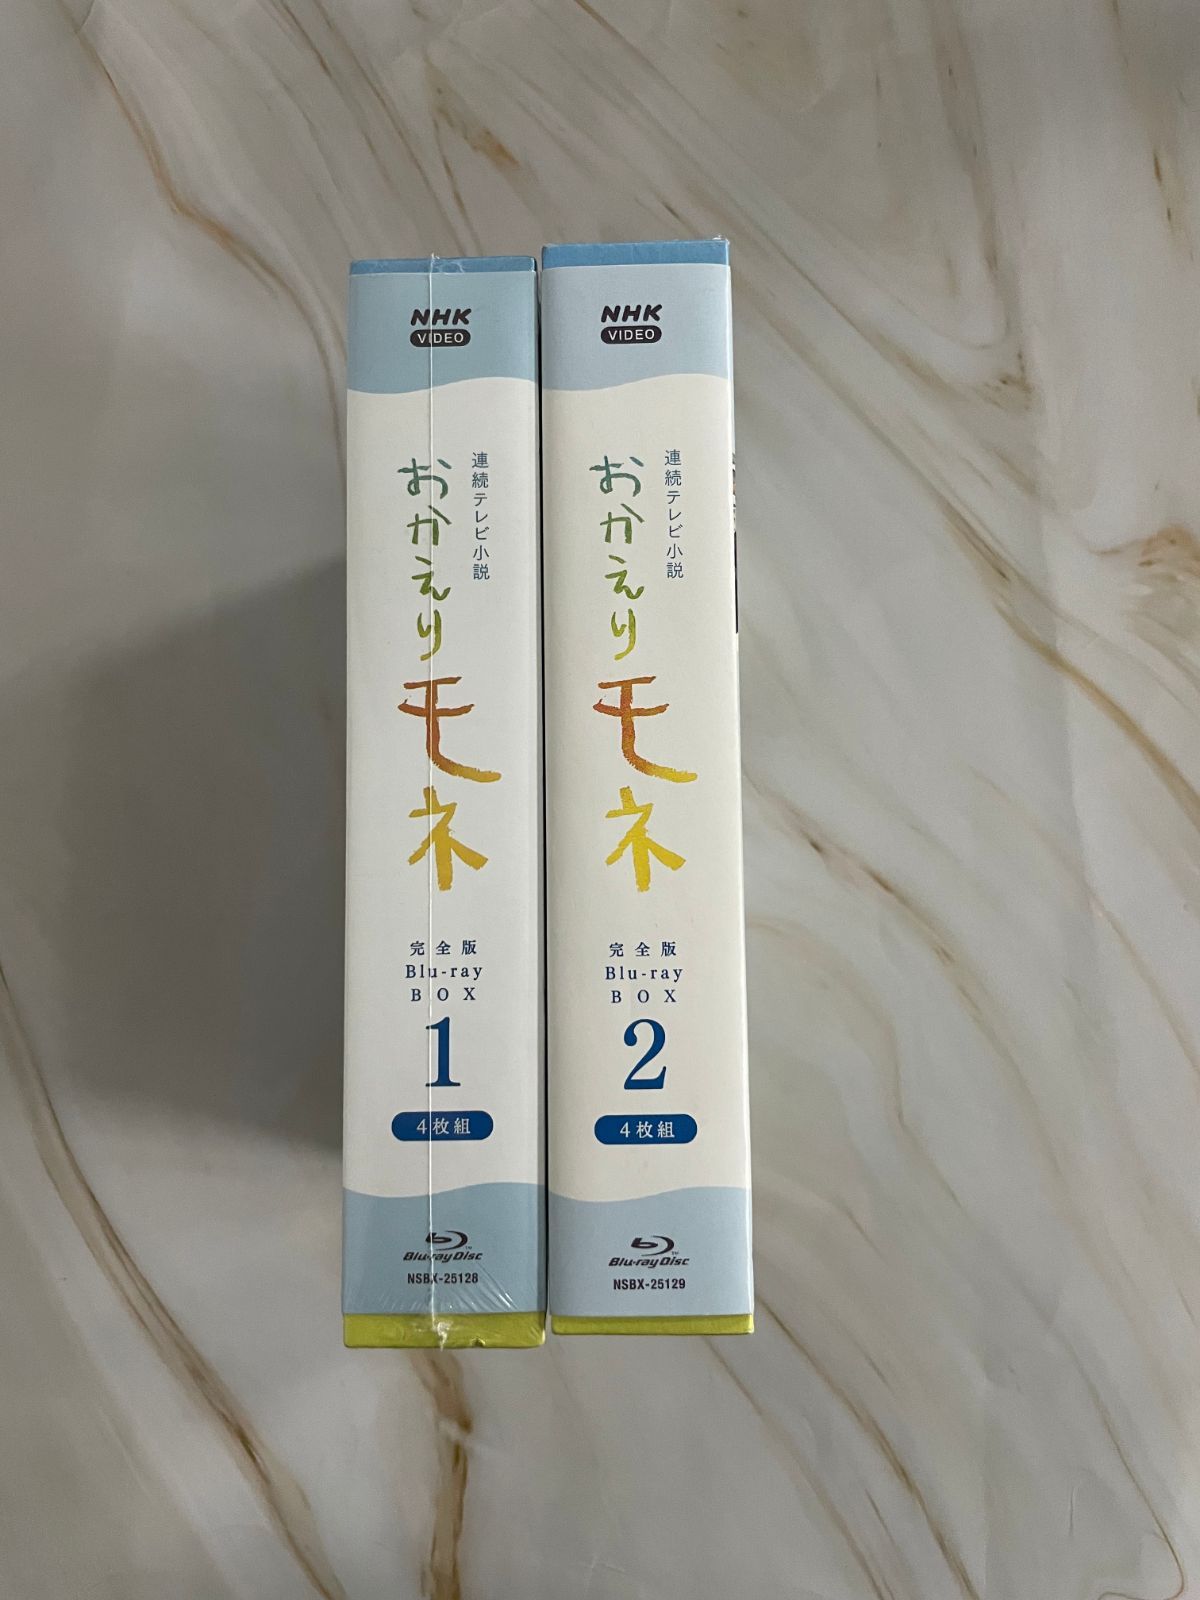 NHK
VIDEO
連続テレビ小説
おかえりモネ
完全版
Blu-ray
BOX
1
4枚組
Blu-ray Disc
NSBX-25128
NHK
VIDEO
連続テレビ小説
おかえりモネ
完全版
Blu-ray
BOX
2
4枚組
Blu-ray Disc
NSBX-25129